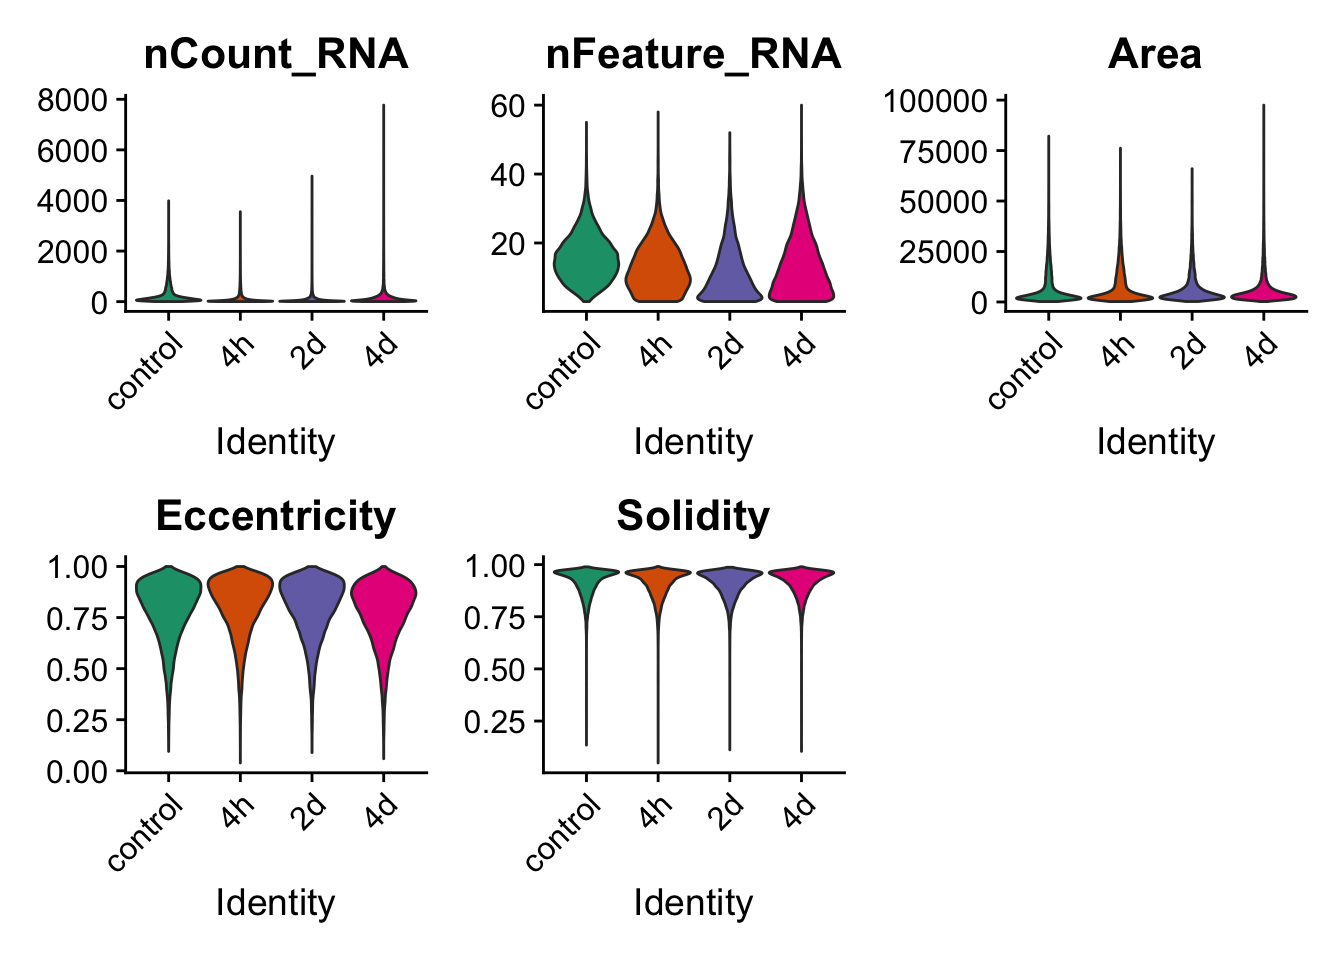 nCount_RNA
8000
6000
4000
2000
0
control
4h
2d
4d
Identity
nFeature_RNA
60
40
20
control
4h
2d
4d
Identity
Area
100000
75000
50000
25000
0
control
4h
2d
4d
Identity
Eccentricity
1.00
0.75
0.50
0.25
0.00
control
4h
2d
4d
Identity
Solidity
1.00
0.75
0.50
0.25
control
4h
2d
4d
Identity